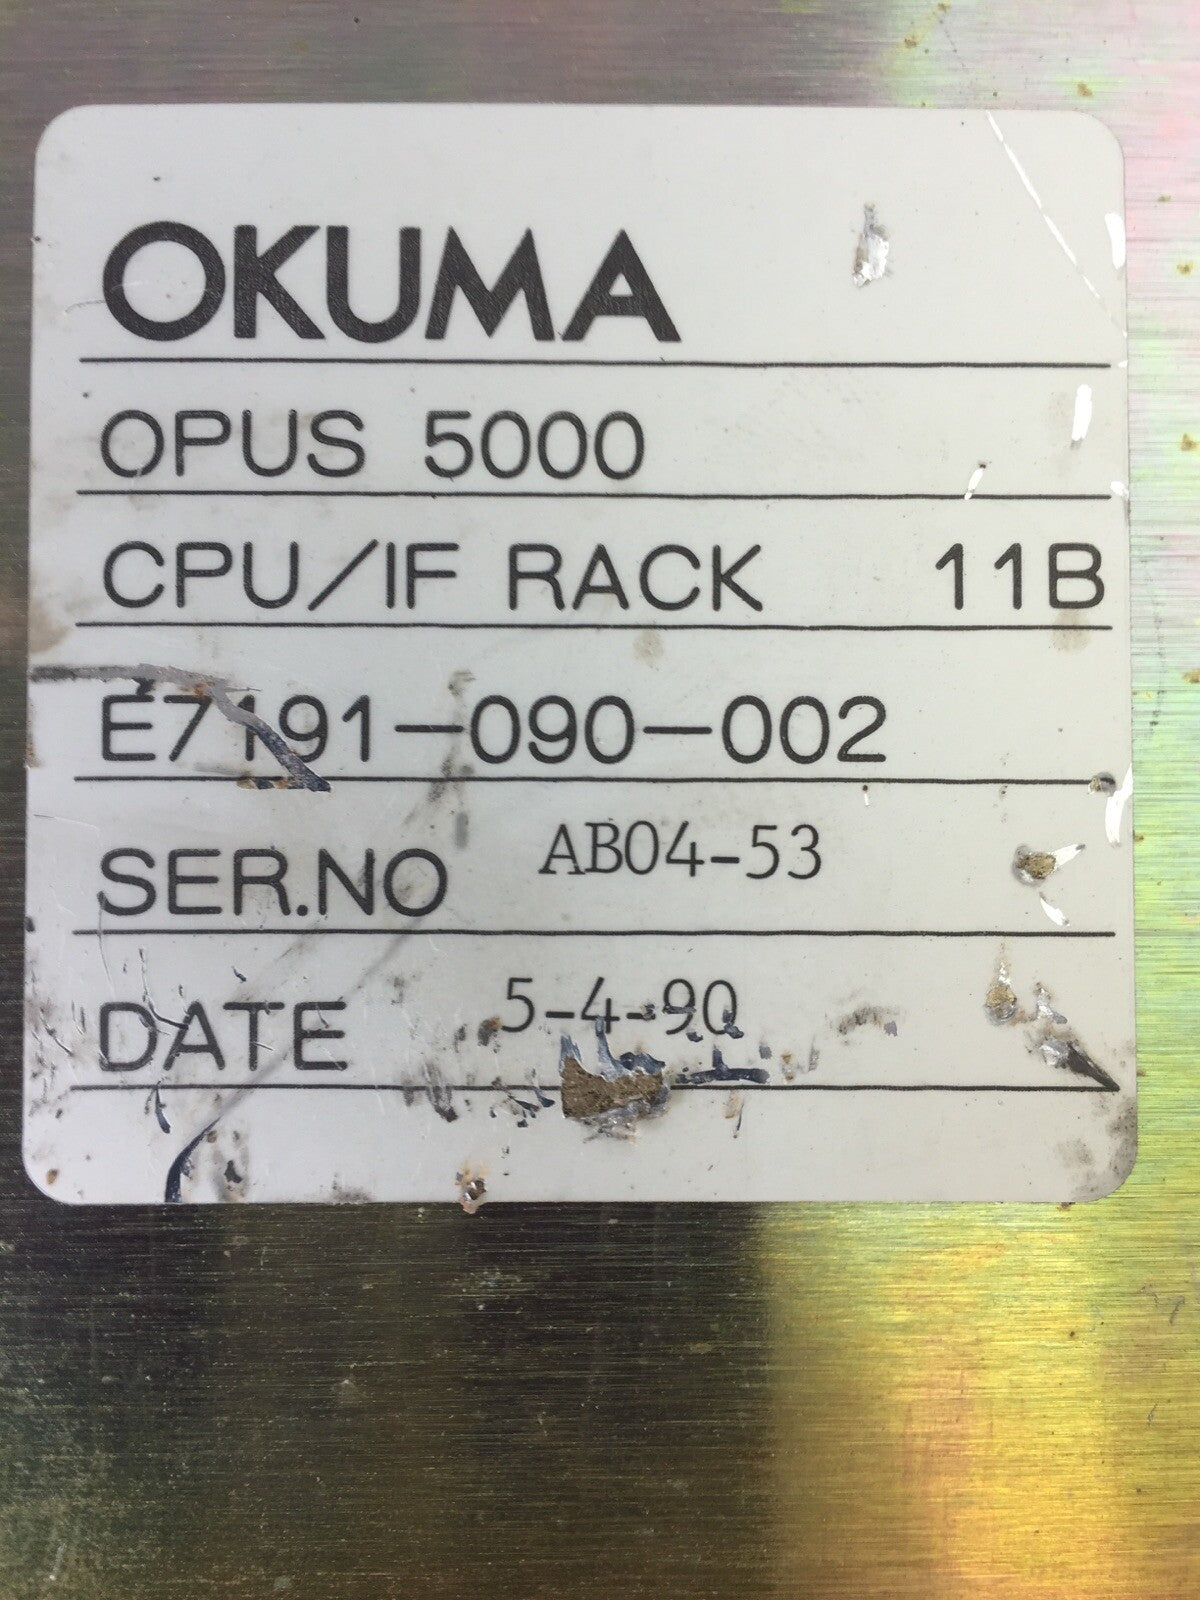 OKUMA
OPUS 5000
CPU/IF RACK 11B
E7191-090-002
SER.NO AB04-53
DATE 5-4-90